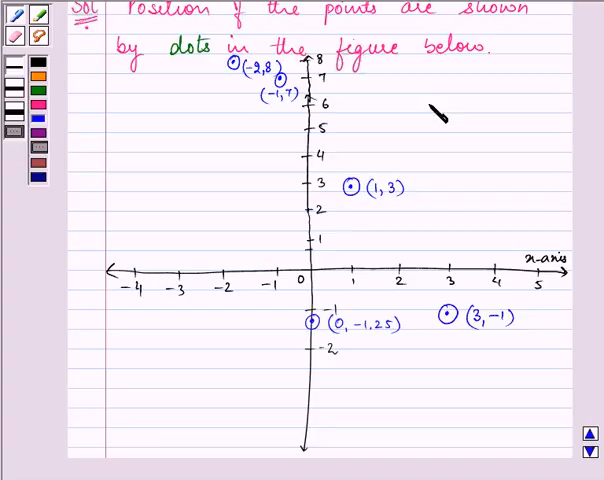 Sol Position if the points are shown
by dots in the figure below.
8
(-2,8)
7
(-1,7)
6
5
4
3
(1,3)
2
1
x-axis
-4 -3 -2 -1 0 1 2 3 4 5
-1
(0, -1.25) (3,-1)
-2